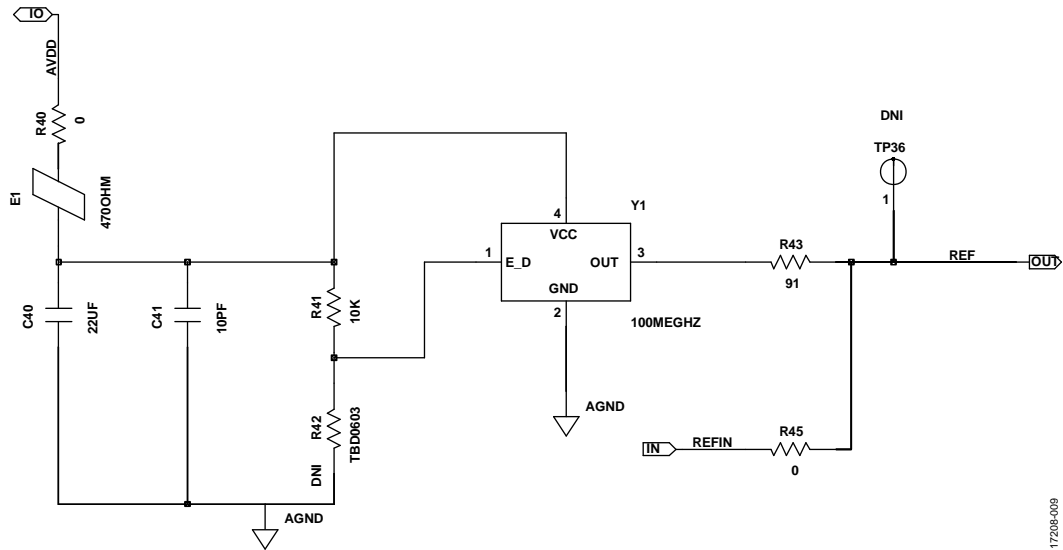 IO
AVDD
R40
0
E1
470OHM
C40
22UF
C41
10PF
R41
10K
R42
TBD0603
DNI
AGND
Y1
4
VCC
1
E_D
OUT
3
GND
2
100MEGHZ
AGND
R43
91
DNI
TP36
1
REF
OUT
IN
REFIN
R45
0
17208-009